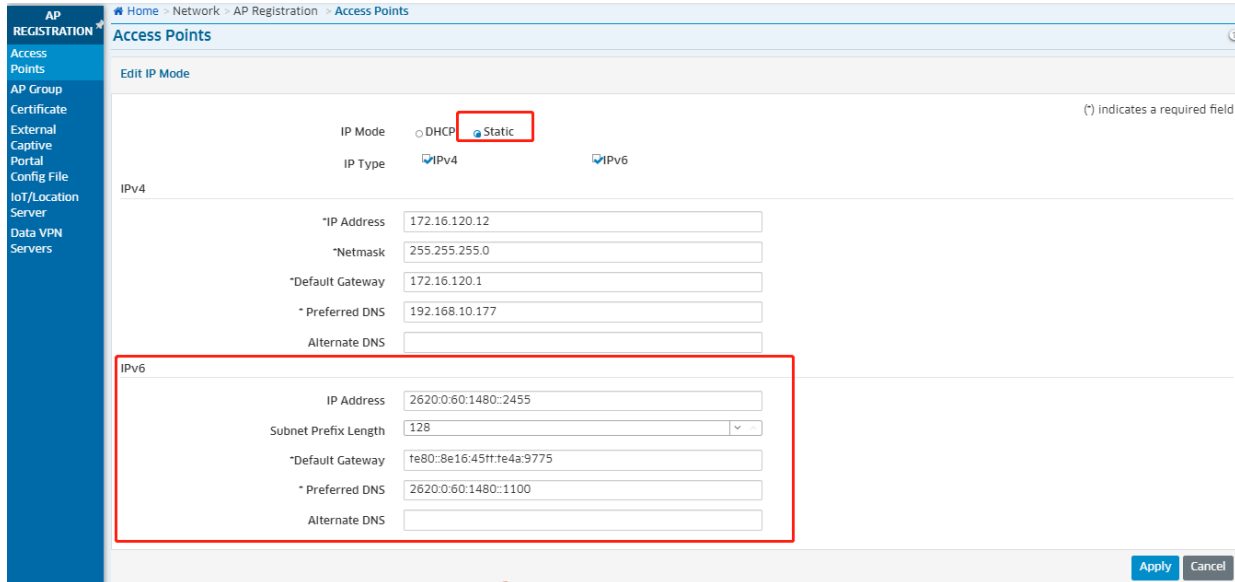 AP
REGISTRATION
Access
Points
AP Group
Certificate
External
Captive
Portal
Config File
IoT/Location
Server
Data VPN
Servers
Home > Network > AP Registration > Access Points
Access Points
Edit IP Mode
(*) indicates a required field
IP Mode DHCP Static
IP Type IPv4 IPv6
IPv4
*IP Address 172.16.120.12
*Netmask 255.255.255.0
*Default Gateway 172.16.120.1
* Preferred DNS 192.168.10.177
Alternate DNS
IPv6
IP Address 2620:0:60:1480::2455
Subnet Prefix Length 128
*Default Gateway fe80::8e16:45ff:fe4a:9775
* Preferred DNS 2620:0:60:1480::1100
Alternate DNS
Apply Cancel